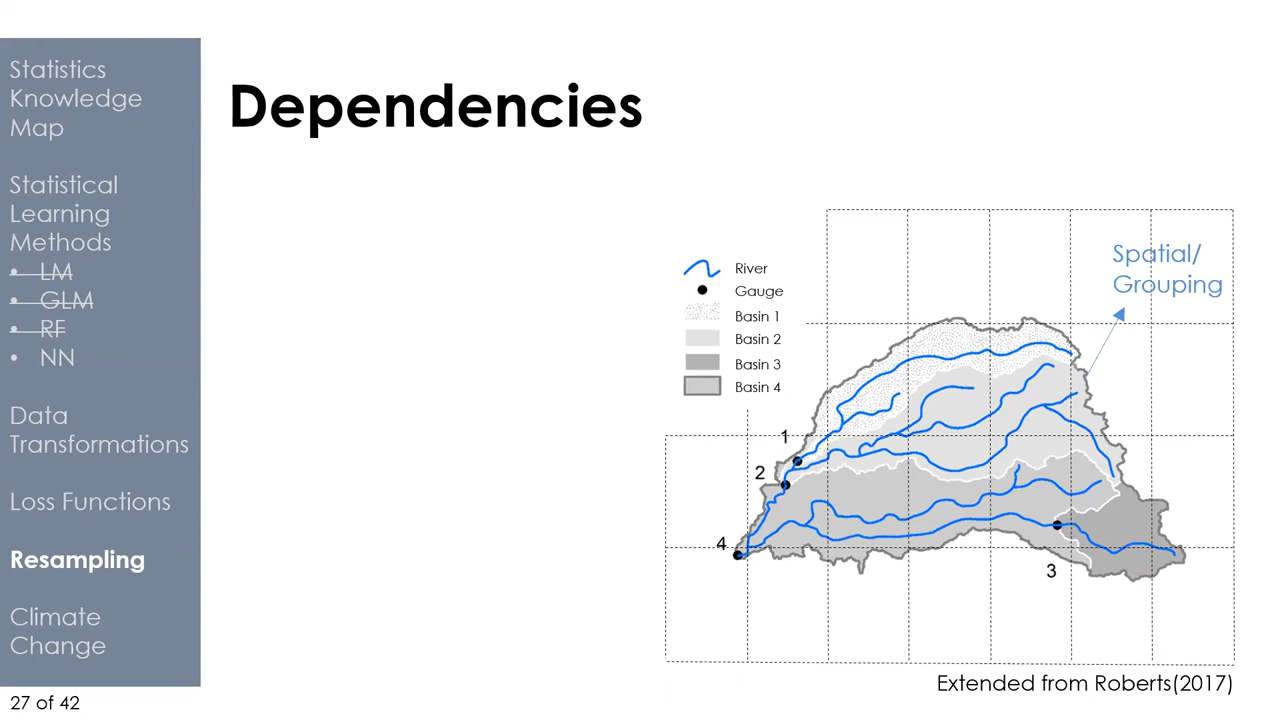 Statistics
Knowledge
Map
Statistical
Learning
Methods
• LM
• GLM
• RF
• NN
Data
Transformations
Loss Functions
Resampling
Climate
Change
27 of 42
Dependencies
River
Gauge
Basin 1
Basin 2
Basin 3
Basin 4
Spatial/
Grouping
1
2
4
3
Extended from Roberts(2017)